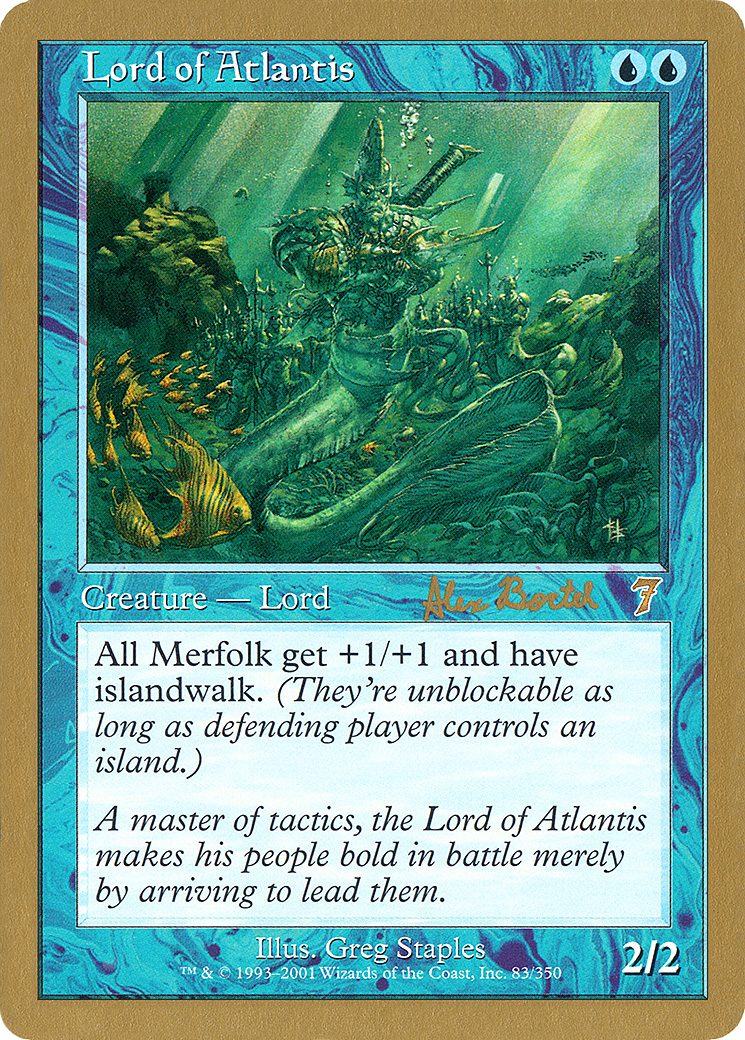 Lord of Atlantis
Creature — Lord
Alex Borteh
7
All Merfolk get +1/+1 and have
islandwalk. (They're unblockable as
long as defending player controls an
island.)
A master of tactics, the Lord of Atlantis
makes his people bold in battle merely
by arriving to lead them.
Illus. Greg Staples
™ & © 1993–2001 Wizards of the Coast, Inc. 83/350
2/2